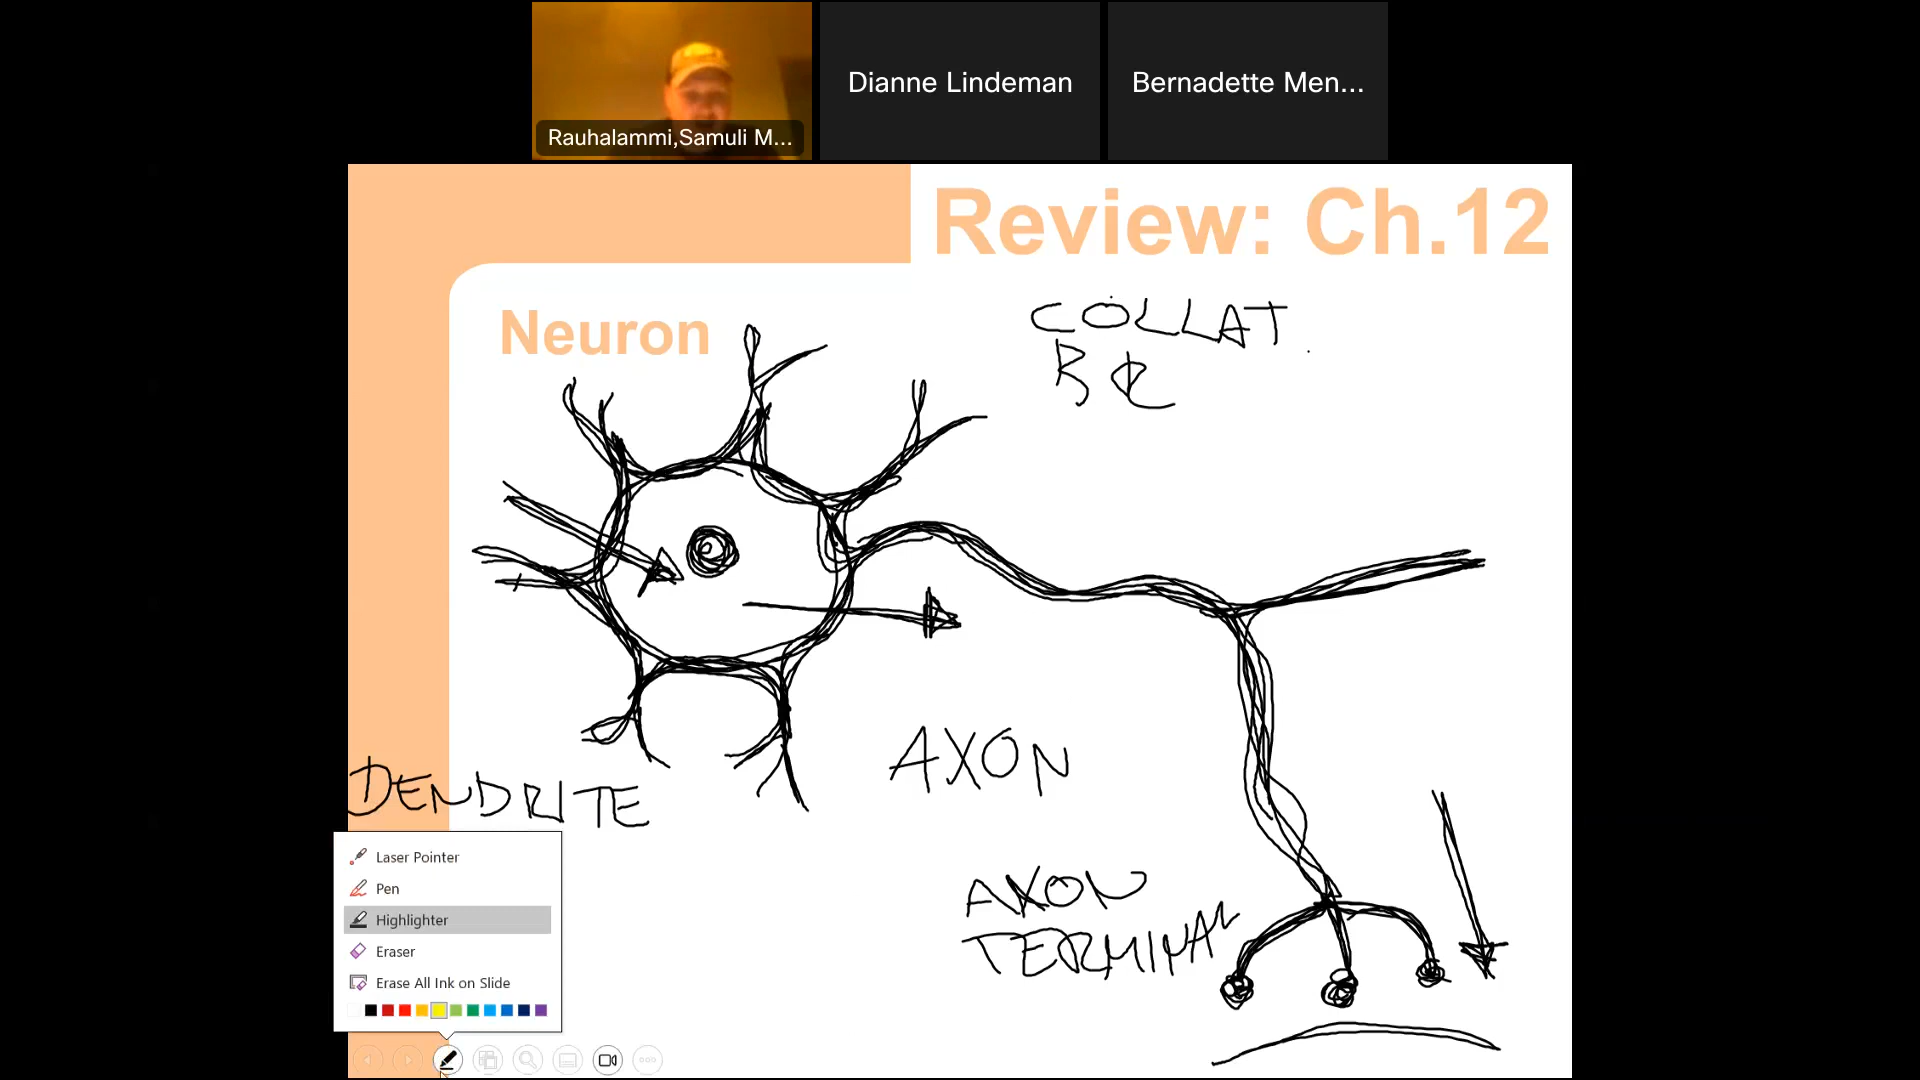 Dianne Lindeman
Bernadette Men...
Rauhalammi,Samuli M...
Review: Ch.12
Neuron
COLLAT
AXON
DENDRITE
AXON
TERMINAL
Laser Pointer
Pen
Highlighter
Eraser
Erase All Ink on Slide